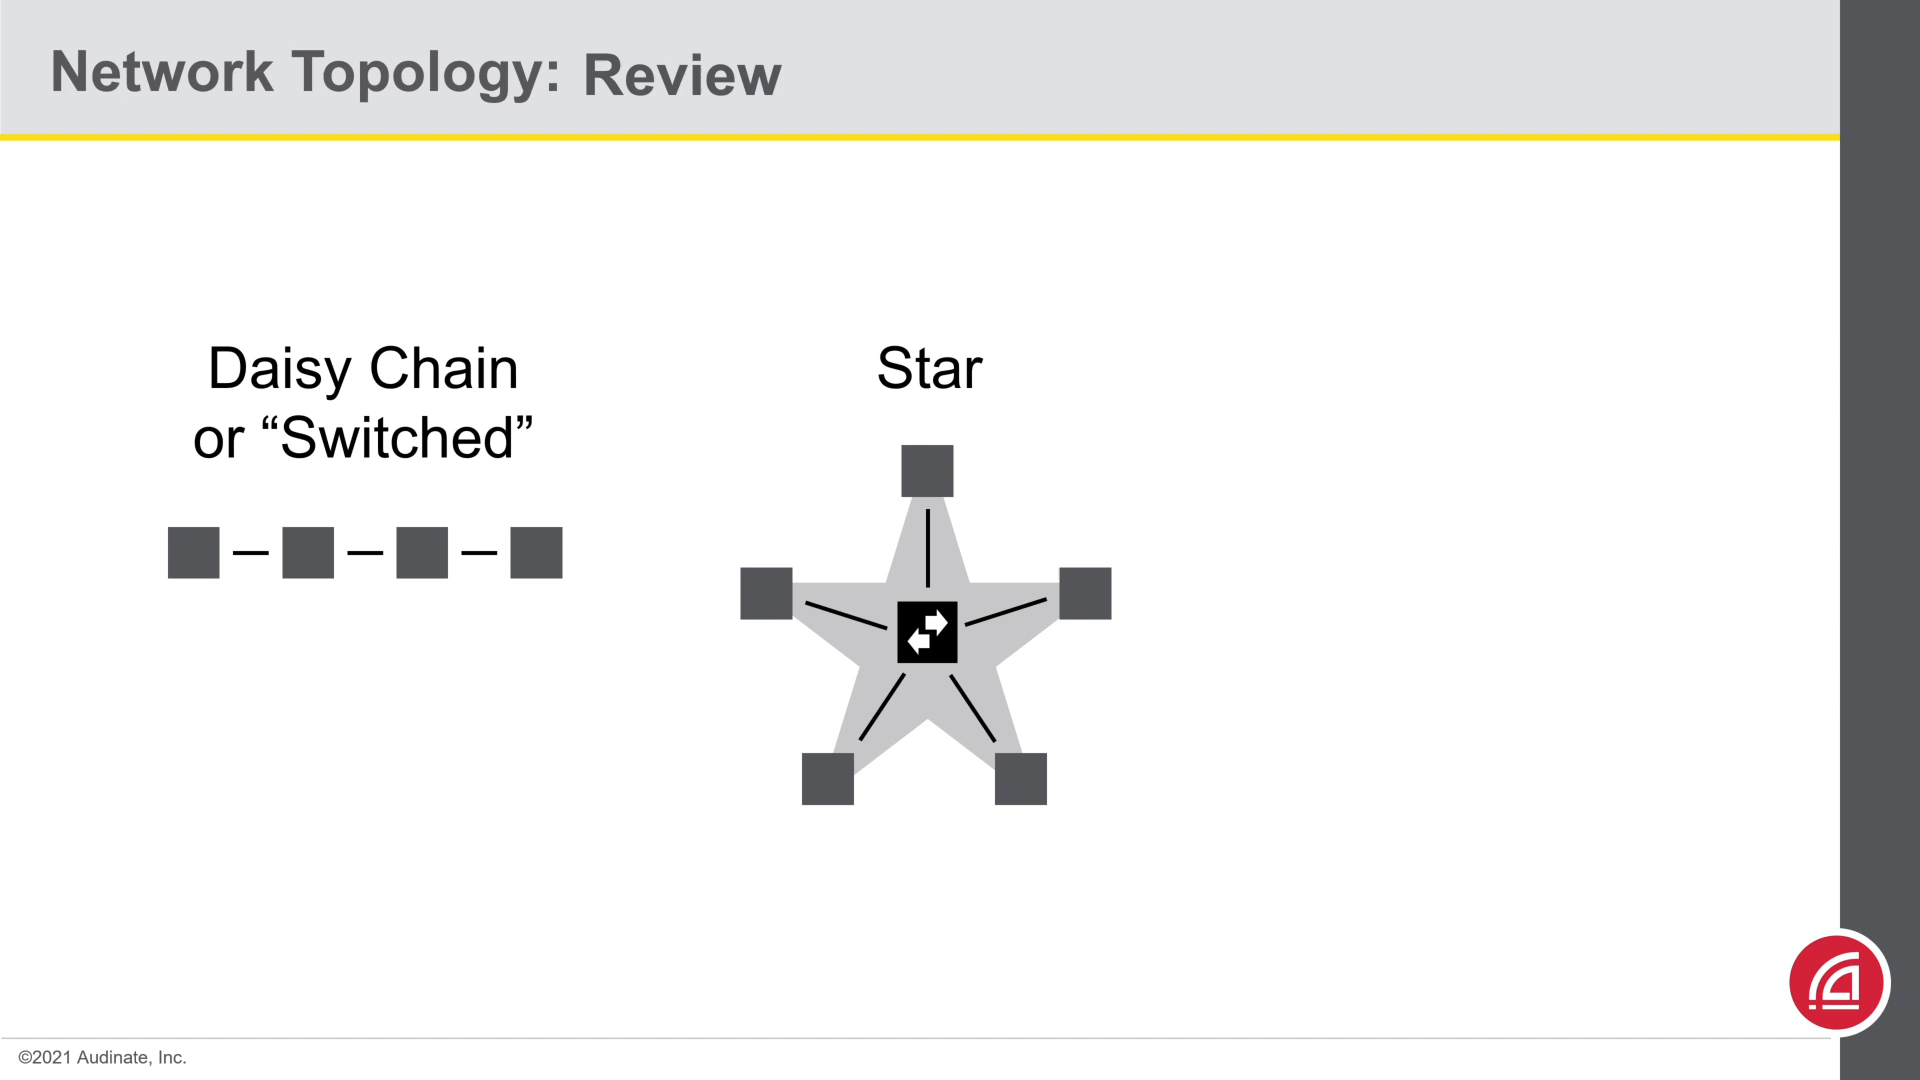 Network Topology: Review
Daisy Chain
or “Switched”
Star
©2021 Audinate, Inc.